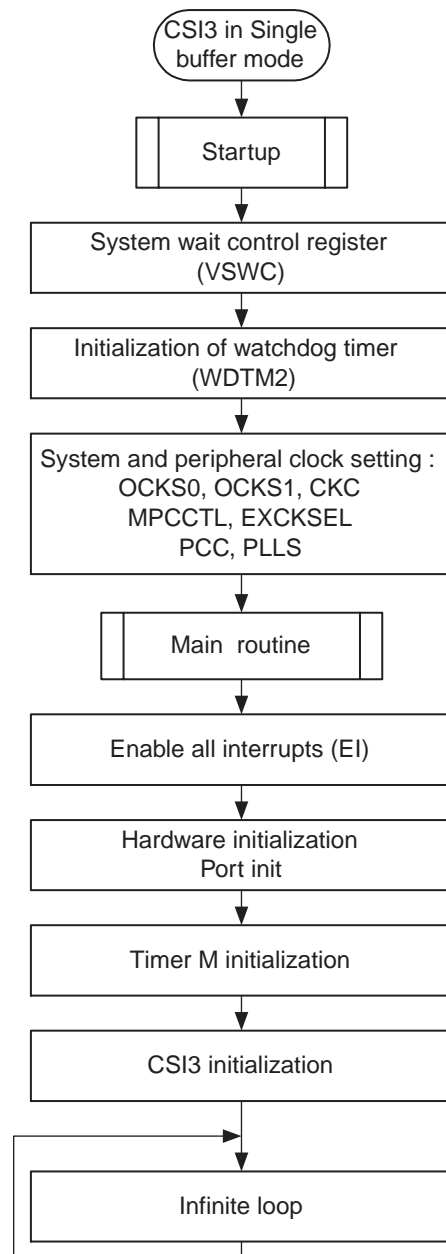 CSI3 in Single
buffer mode
Startup
System wait control register
(VSWC)
Initialization of watchdog timer
(WDTM2)
System and peripheral clock setting :
OCKS0, OCKS1, CKC
MPCCTL, EXCKSEL
PCC, PLLS
Main routine
Enable all interrupts (EI)
Hardware initialization
Port init
Timer M initialization
CSI3 initialization
Infinite loop